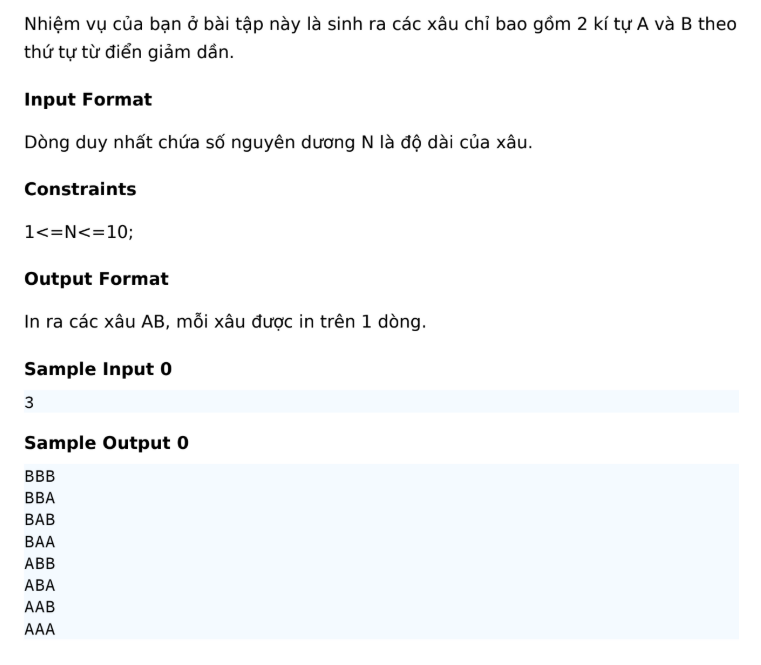 Nhiệm vụ của bạn ở bài tập này là sinh ra các xâu chỉ bao gồm 2 kí tự A và B theo
thứ tự từ điển giảm dần.
Input Format
Dòng duy nhất chứa số nguyên dương N là độ dài của xâu.
Constraints
1<=N<=10;
Output Format
In ra các xâu AB, mỗi xâu được in trên 1 dòng.
Sample Input 0
3
Sample Output 0
BBB
BBA
BAB
BAA
ABB
ABA
AAB
AAA